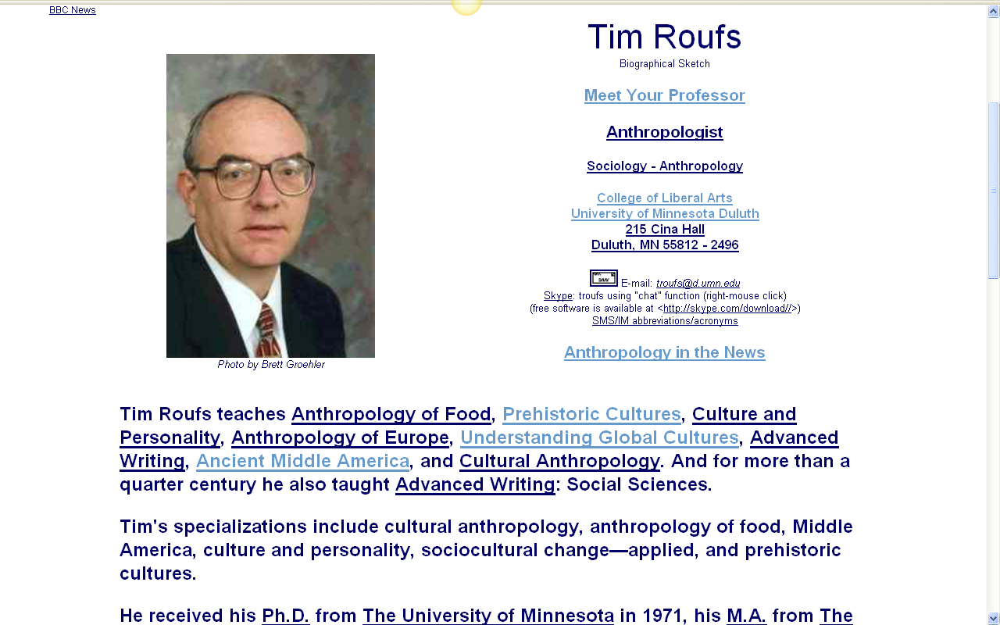 BBC News
Tim Roufs
Biographical Sketch
Meet Your Professor
Anthropologist
Sociology - Anthropology
College of Liberal Arts
University of Minnesota Duluth
215 Cina Hall
Duluth, MN 55812 - 2496
E-mail: troufs@d.umn.edu
Skype: troufs using "chat" function (right-mouse click)
(free software is available at <http://skype.com/download//>)
SMS/IM abbreviations/acronyms
Anthropology in the News
Photo by Brett Groehler
Tim Roufs teaches Anthropology of Food, Prehistoric Cultures, Culture and
Personality, Anthropology of Europe, Understanding Global Cultures, Advanced
Writing, Ancient Middle America, and Cultural Anthropology. And for more than a
quarter century he also taught Advanced Writing: Social Sciences.
Tim's specializations include cultural anthropology, anthropology of food, Middle
America, culture and personality, sociocultural change—applied, and prehistoric
cultures.
He received his Ph.D. from The University of Minnesota in 1971, his M.A. from The